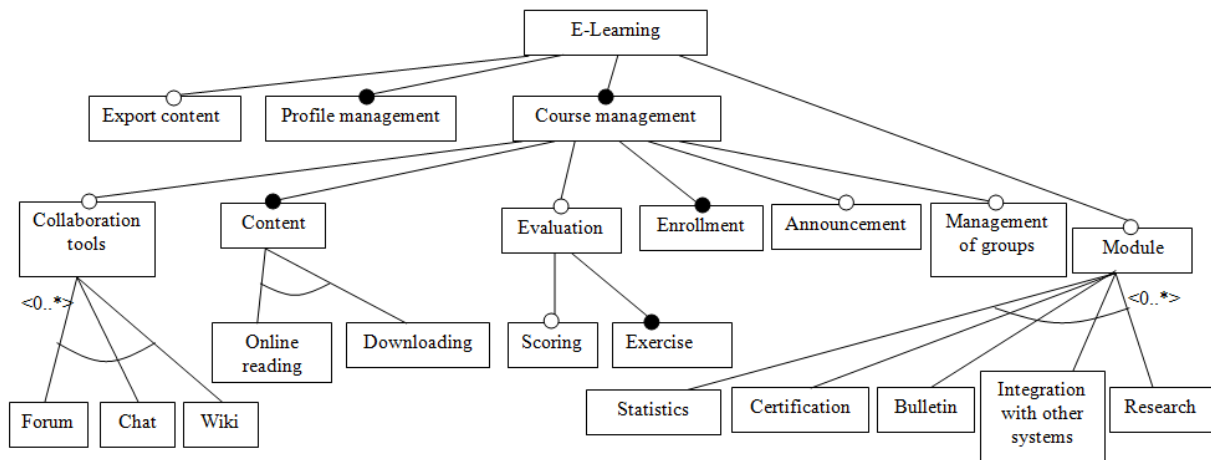 E-Learning
Export content
Profile management
Course management
Collaboration
tools
Content
Evaluation
Enrollment
Announcement
Management
of groups
Module
<0..*>
<0..*>
Online
reading
Downloading
Scoring
Exercise
Forum
Chat
Wiki
Statistics
Certification
Bulletin
Integration
with other
systems
Research